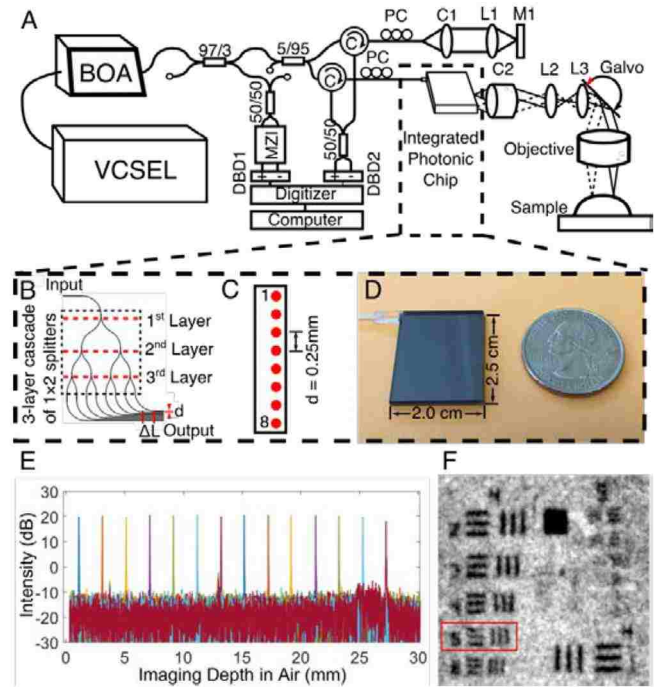 A
BOA
VCSEL
97/3
5/95
50/50
MZI
DBD1
50/50
DBD2
Digitizer
Computer
C
C
PC
PC
C1
L1
M1
C2
L2
L3
Galvo
Integrated
Photonic
Chip
Objective
Sample
B
Input
3-layer cascade
of 1x2 splitters
1st Layer
2nd Layer
3rd Layer
d
ΔL Output
C
1
8
d = 0.25mm
D
2.5 cm
2.0 cm
E
Intensity (dB)
30
20
10
0
-10
-20
-30
0
5
10
15
20
25
30
Imaging Depth in Air (mm)
F